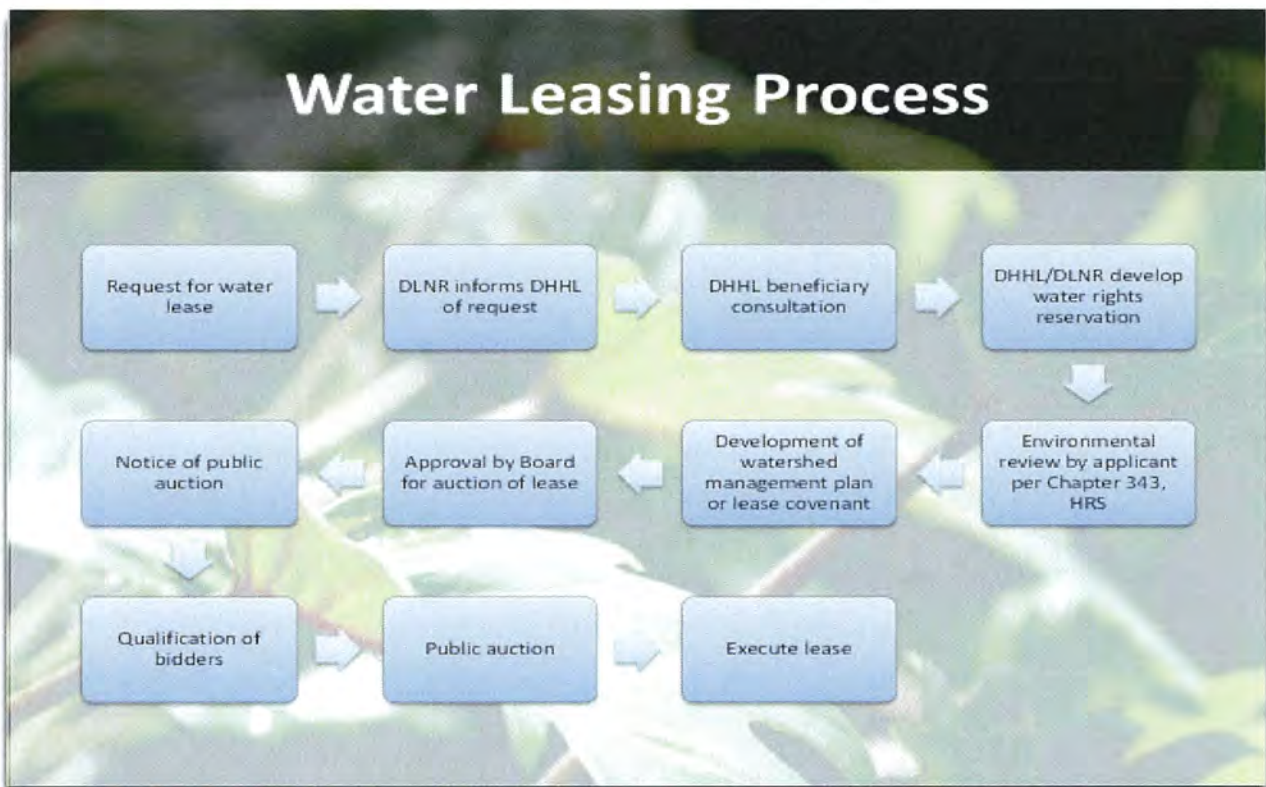 Water Leasing Process
Request for water
lease
DLNR informs DHHL
of request
DHHL beneficiary
consultation
DHHL/DLNR develop
water rights
reservation
Environmental
review by applicant
per Chapter 343,
HRS
Development of
watershed
management plan
or lease covenant
Approval by Board
for auction of lease
Notice of public
auction
Qualification of
bidders
Public auction
Execute lease